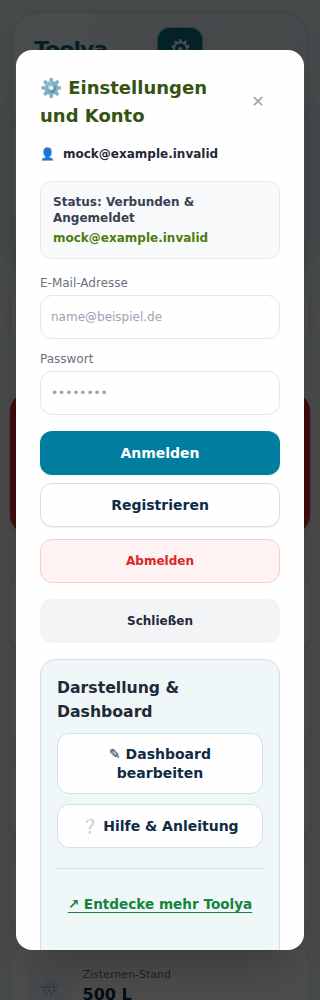 Toolya
⚙️ Einstellungen
und Konto
×
👤 mock@example.invalid
Status: Verbunden &
Angemeldet
mock@example.invalid
E-Mail-Adresse
name@beispiel.de
Passwort
••••••••
Anmelden
Registrieren
Abmelden
Schließen
Darstellung &
Dashboard
✎ Dashboard
bearbeiten
❔ Hilfe & Anleitung
↗ Entdecke mehr Toolya
Zisternen-Stand
500 L